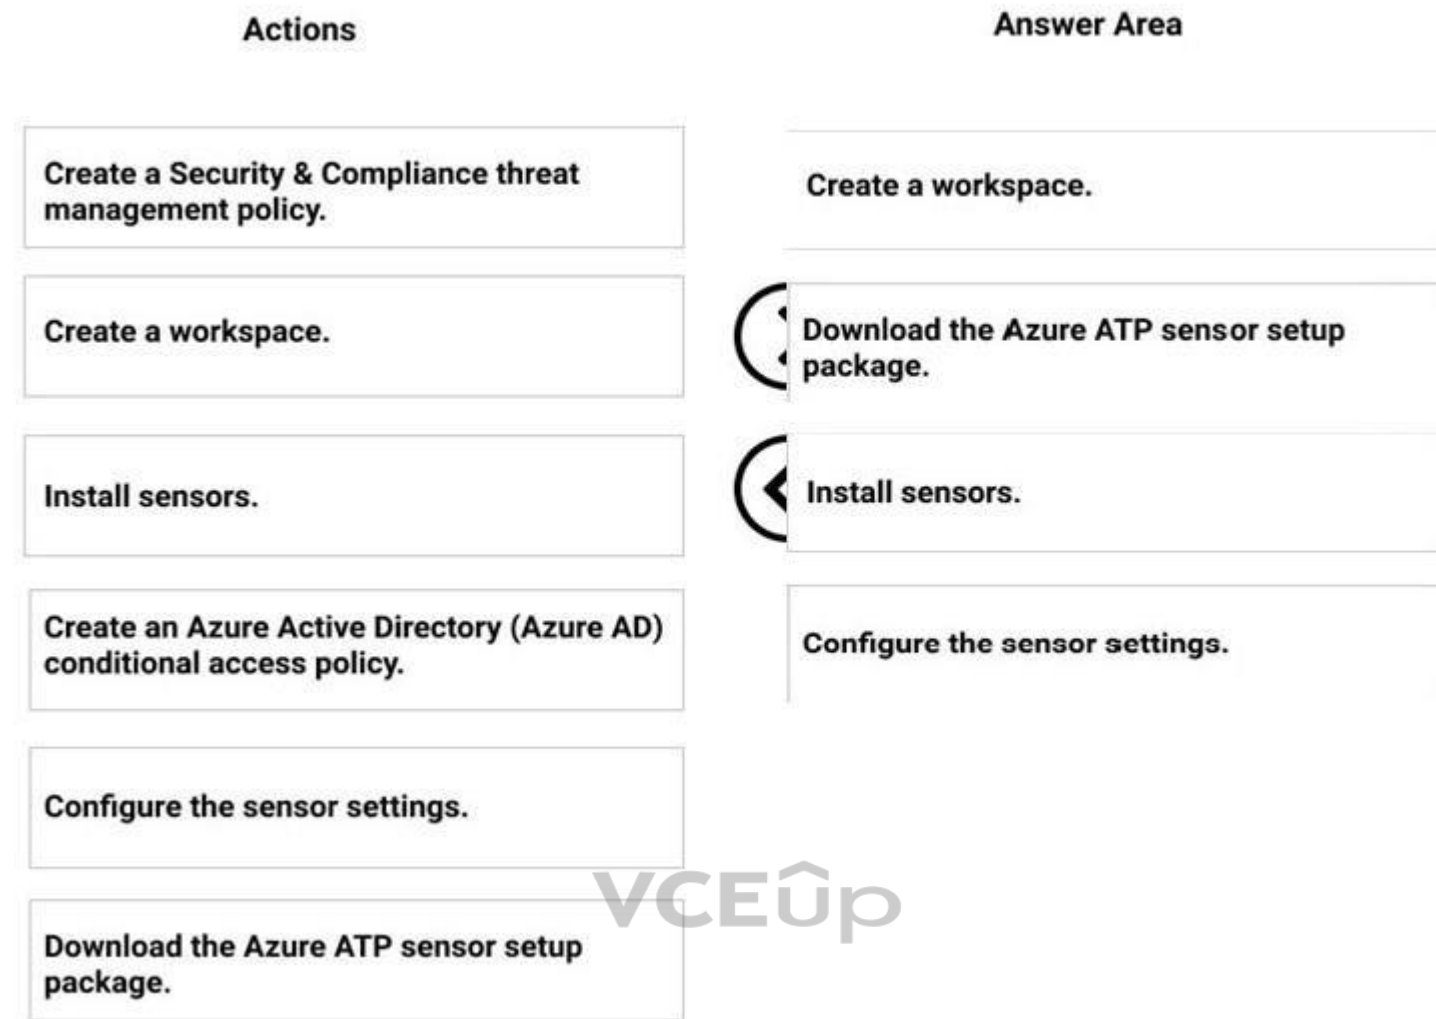 Actions
Create a Security & Compliance threat
management policy.
Create a workspace.
Install sensors.
Create an Azure Active Directory (Azure AD)
conditional access policy.
Configure the sensor settings.
Download the Azure ATP sensor setup
package.
Answer Area
Create a workspace.
Download the Azure ATP sensor setup
package.
Install sensors.
Configure the sensor settings.
VCEûp